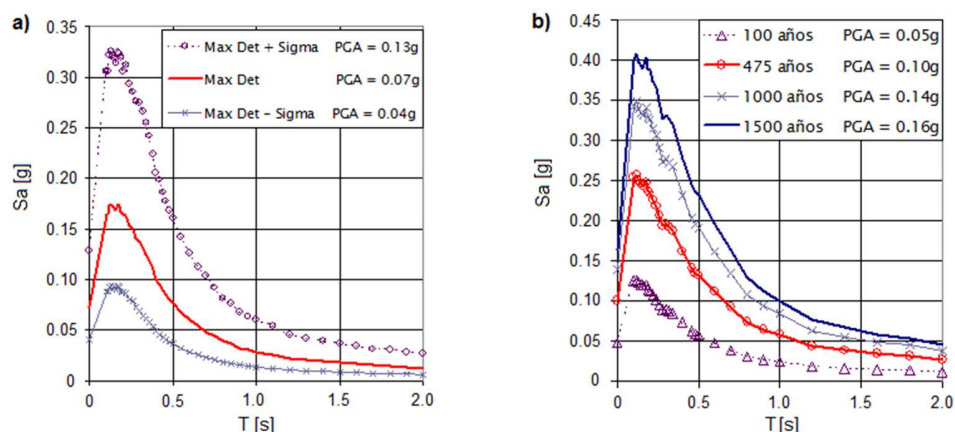 a)
Sa [g]
0.35
0.30
0.25
0.20
0.15
0.10
0.05
0
Max Det + Sigma PGA = 0.13g
Max Det PGA = 0.07g
Max Det - Sigma PGA = 0.04g
0 0.5 1.0 1.5 2.0
T [s]
b)
Sa [g]
0.45
0.40
0.35
0.30
0.25
0.20
0.15
0.10
0.05
0.00
100 años PGA = 0.05g
475 años PGA = 0.10g
1000 años PGA = 0.14g
1500 años PGA = 0.16g
0 0.5 1.0 1.5 2.0
T [s]